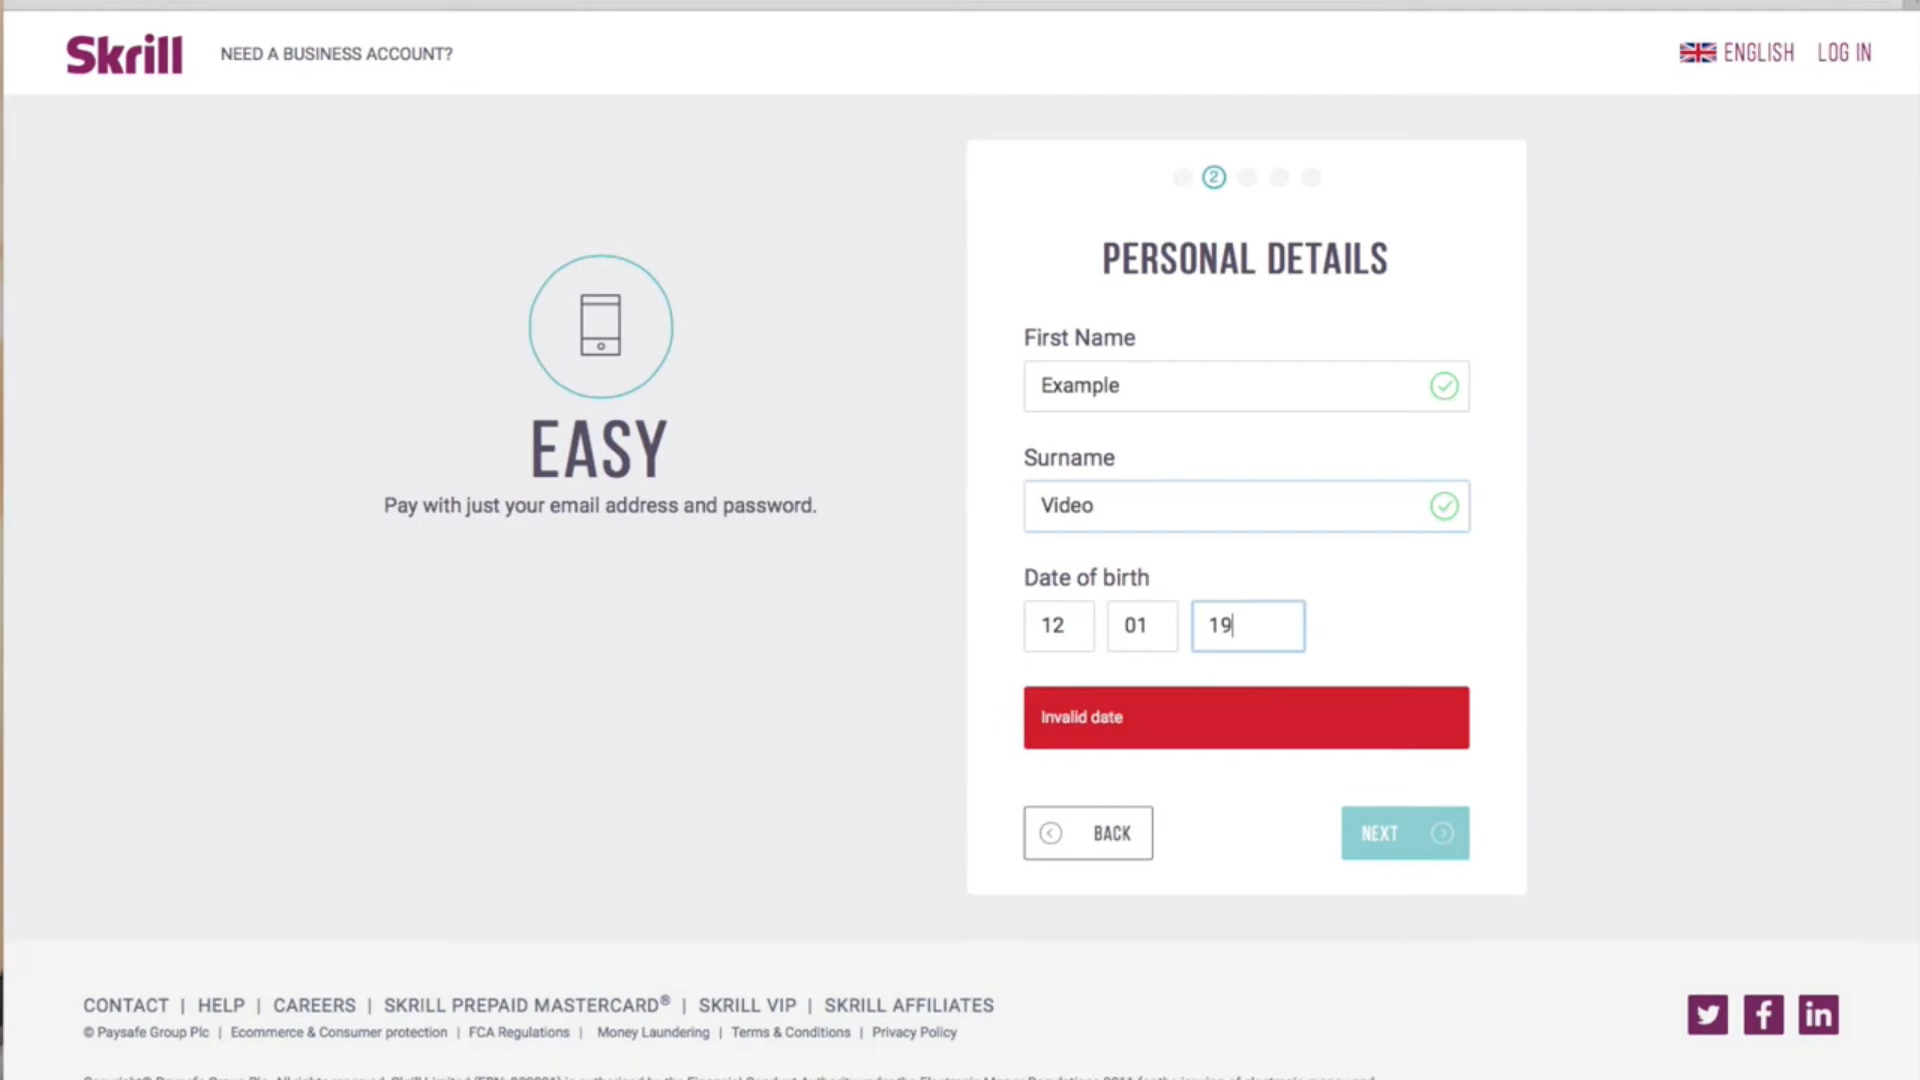 Skrill NEED A BUSINESS ACCOUNT? ENGLISH LOG IN
2
PERSONAL DETAILS
First Name
Example
Surname
Video
Date of birth
12 01 19
Invalid date
BACK NEXT
EASY
Pay with just your email address and password.
CONTACT | HELP | CAREERS | SKRILL PREPAID MASTERCARD® | SKRILL VIP | SKRILL AFFILIATES
© Paysafe Group Plc | Ecommerce & Consumer protection | FCA Regulations | Money Laundering | Terms & Conditions | Privacy Policy